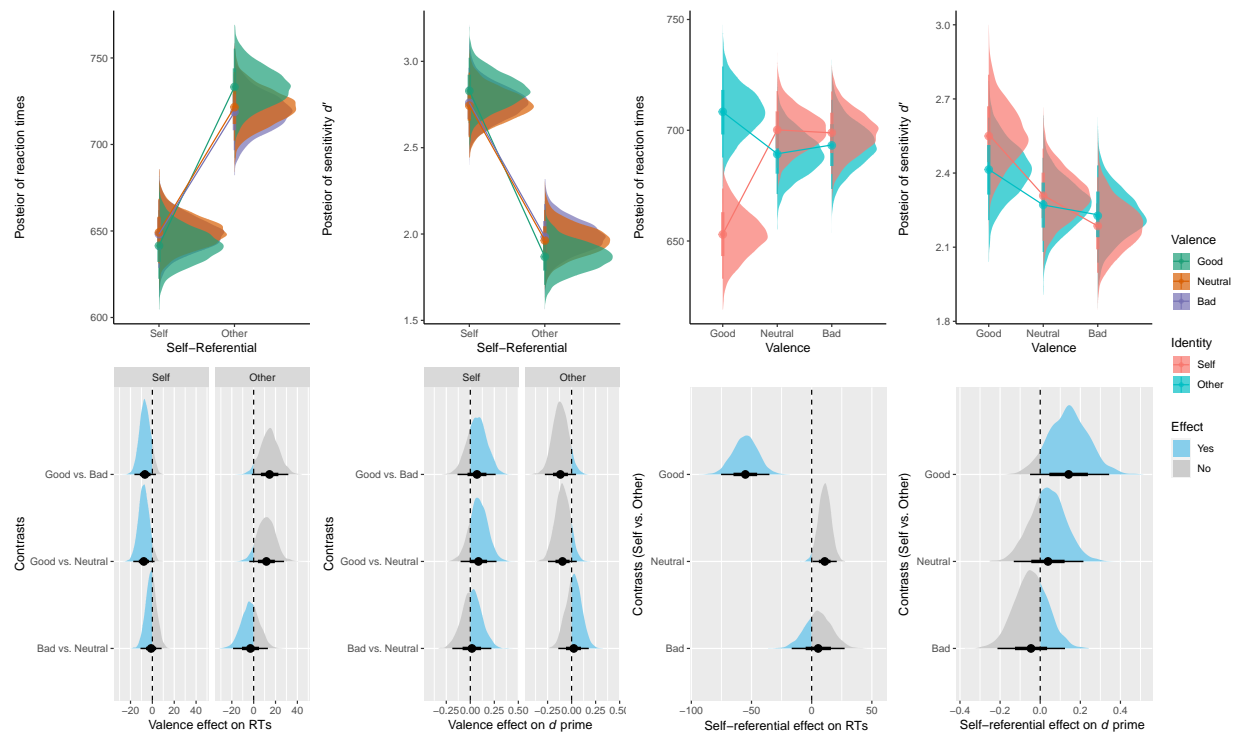 Posteior of reaction times
750
700
650
600
Self
Other
Self−Referential
Posteior of sensitivity d'
3.0
2.5
2.0
1.5
Self
Other
Self−Referential
Posteior of reaction times
750
700
650
Good
Neutral
Bad
Valence
Posterior of sensitivity d'
3.0
2.7
2.4
2.1
1.8
Good
Neutral
Bad
Valence
Valence
Good
Neutral
Bad
Identity
Self
Other
Effect
Yes
No
Contrasts
Self
Other
Good vs. Bad
Good vs. Neutral
Bad vs. Neutral
−20 0 20 40
−20 0 20 40
Valence effect on RTs
Contrasts
Self
Other
Good vs. Bad
Good vs. Neutral
Bad vs. Neutral
−0.250.00 0.25 0.50
−0.250.00 0.25 0.50
Valence effect on d prime
Contrasts (Self vs. Other)
Good
Neutral
Bad
−100 −50 0 50
Self−referential effect on RTs
Contrasts (Self vs. Other)
Good
Neutral
Bad
−0.4 −0.2 0.0 0.2 0.4
Self−referential effect on d prime